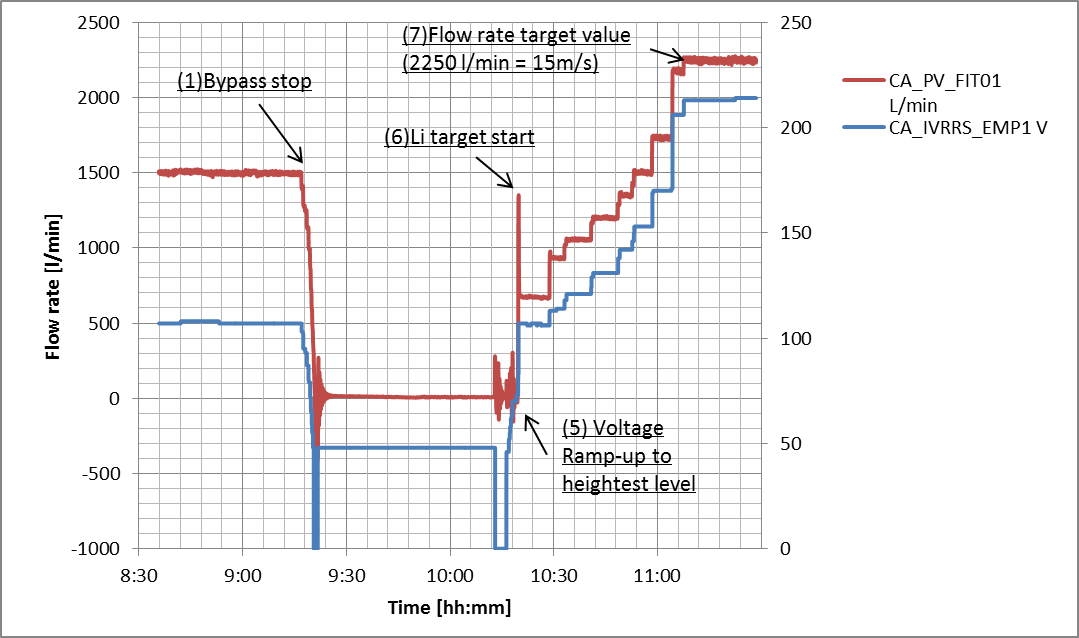 2500
2000
1500
1000
500
0
-500
-1000
Flow rate [l/min]
250
200
150
100
50
0
8:30
9:00
9:30
10:00
10:30
11:00
Time [hh:mm]
(1)Bypass stop
(6)Li target start
(7)Flow rate target value
(2250 l/min = 15m/s)
(5) Voltage
Ramp-up to
heightest level
CA_PV_FIT01
L/min
CA_IVRRS_EMP1 V